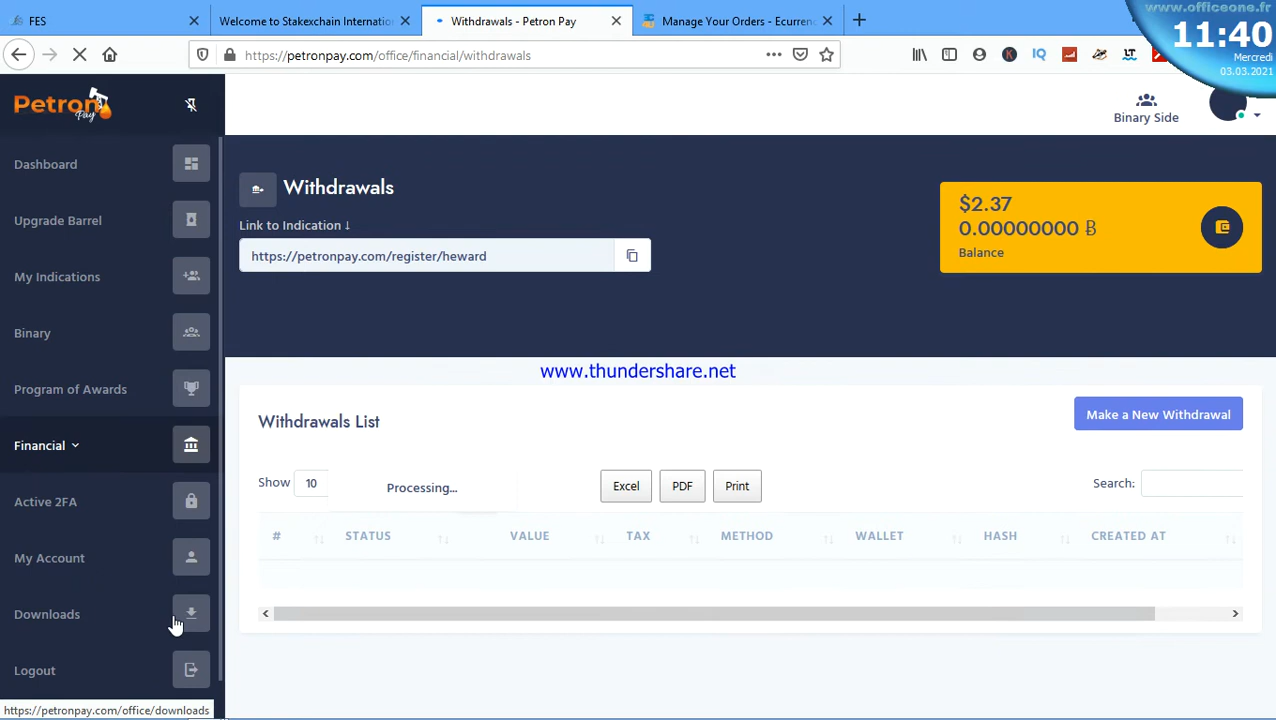 FES
Welcome to Stakexchain Internatio
Withdrawals - Petron Pay
Manage Your Orders - Ecurrenc
www.officeone.fr
11:40
Mercredi
03.03.2021
https://petronpay.com/office/financial/withdrawals
Petron
Pay
Binary Side
Dashboard
Upgrade Barrel
My Indications
Binary
Program of Awards
Financial
Active 2FA
My Account
Downloads
Logout
Withdrawals
Link to Indication ↓
https://petronpay.com/register/heward
$2.37
0.00000000 Ƀ
Balance
www.thundershare.net
Withdrawals List
Make a New Withdrawal
Show 10
Processing...
Excel PDF Print
Search:
# STATUS VALUE TAX METHOD WALLET HASH CREATED AT
https://petronpay.com/office/downloads